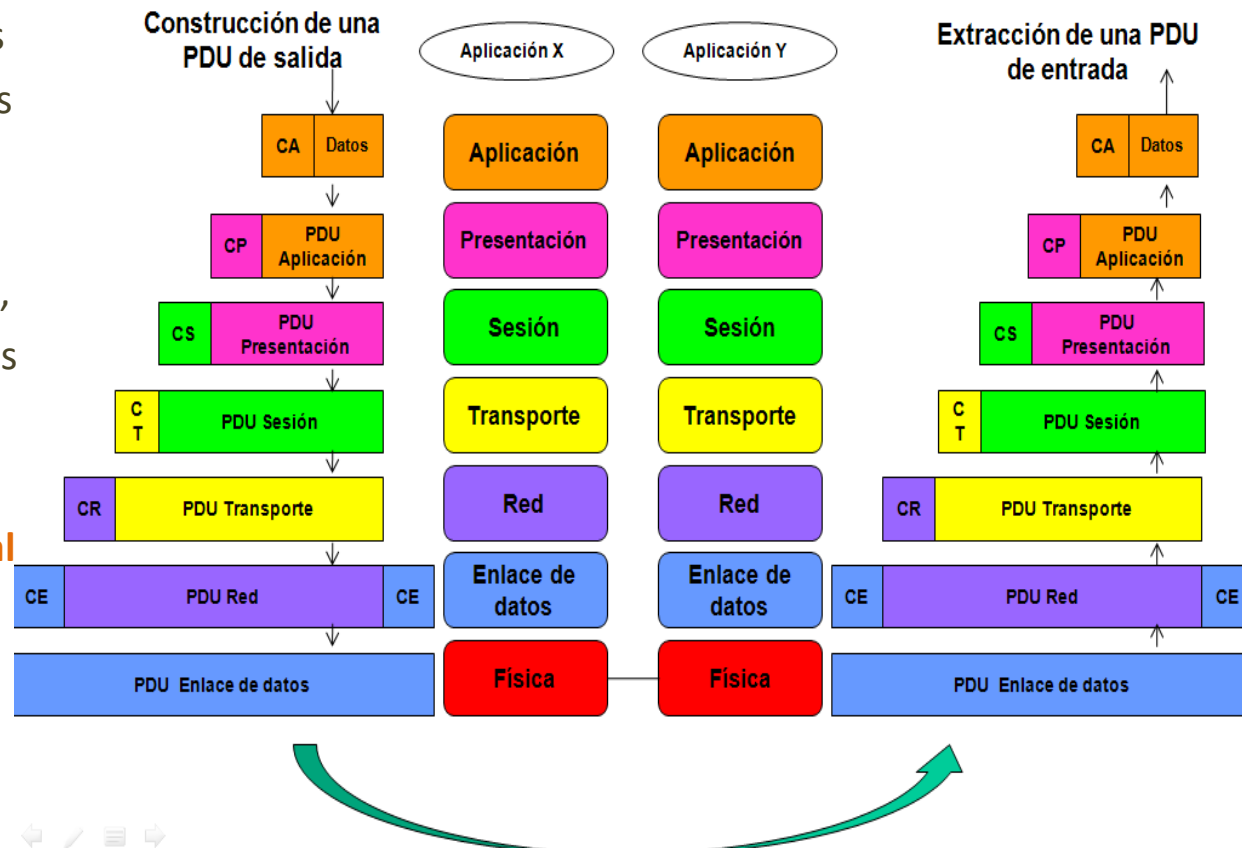 s
s
,
s
al
Construcción de una
PDU de salida
Aplicación X
Aplicación Y
Extracción de una PDU
de entrada
CA Datos
Aplicación
Aplicación
CA Datos
CP PDU
Aplicación
Presentación
Presentación
CP PDU
Aplicación
CS PDU
Presentación
Sesión
Sesión
CS PDU
Presentación
C
T
PDU Sesión
Transporte
Transporte
C
T
PDU Sesión
CR PDU Transporte
Red
Red
CR PDU Transporte
CE PDU Red CE
Enlace de
datos
Enlace de
datos
CE PDU Red CE
PDU Enlace de datos
Física
Física
PDU Enlace de datos